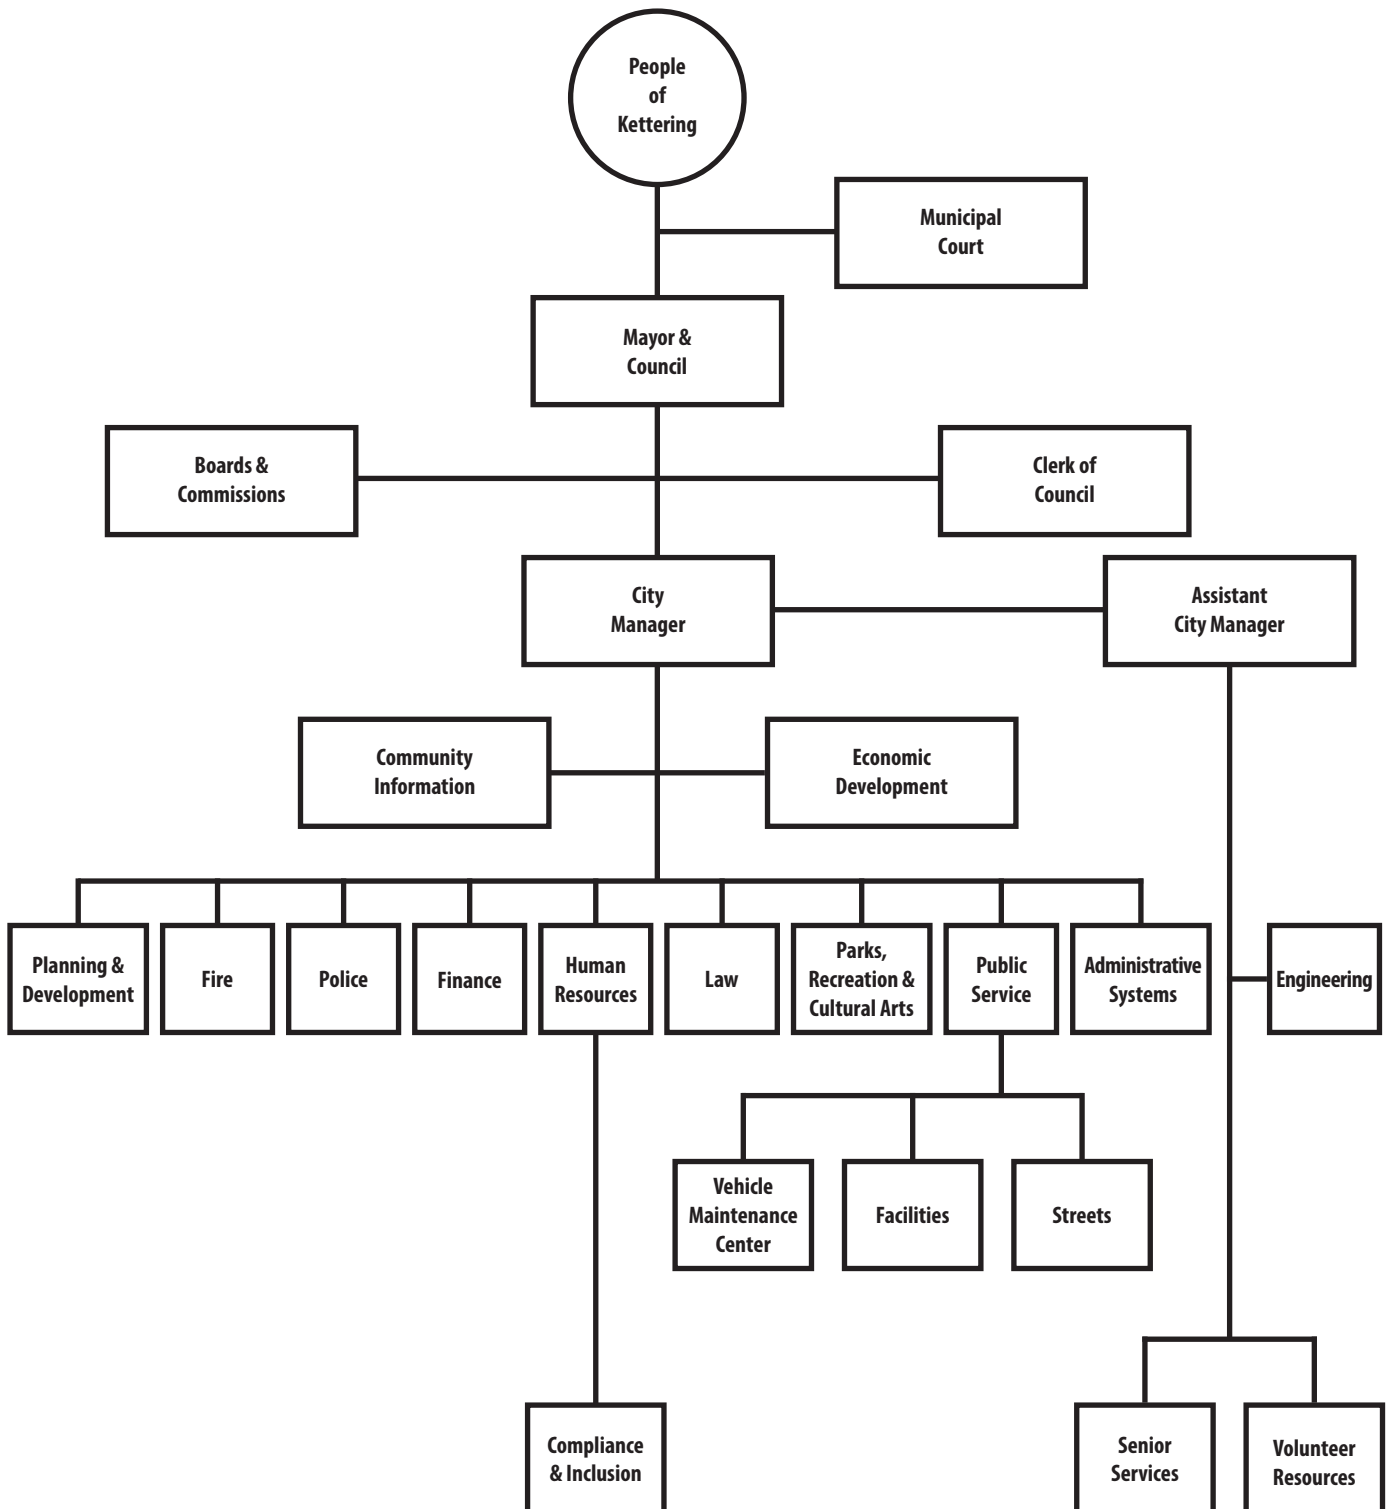 People
of
Kettering
Municipal
Court
Mayor &
Council
Boards &
Commissions
Clerk of
Council
City
Manager
Assistant
City Manager
Community
Information
Economic
Development
Planning &
Development
Fire
Police
Finance
Human
Resources
Law
Parks,
Recreation &
Cultural Arts
Public
Service
Administrative
Systems
Engineering
Vehicle
Maintenance
Center
Facilities
Streets
Compliance
& Inclusion
Senior
Services
Volunteer
Resources